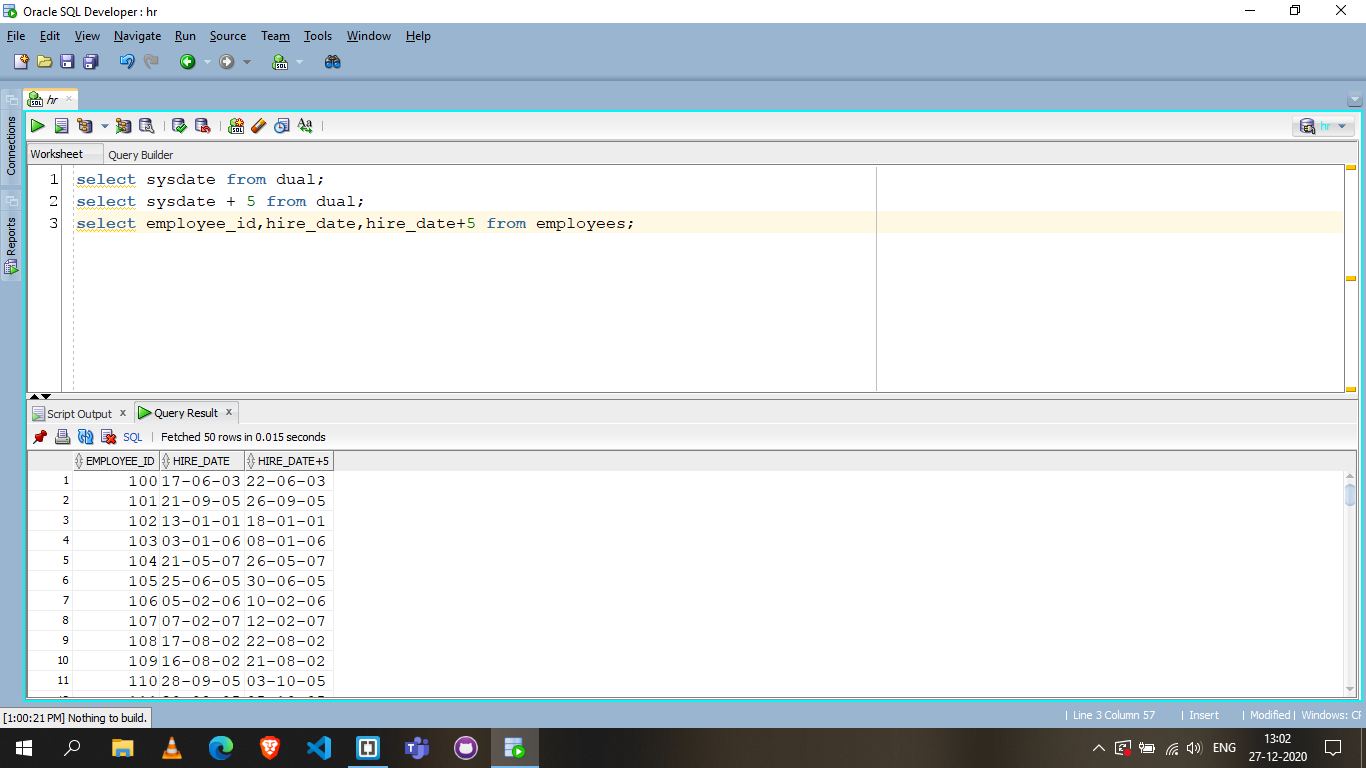 Oracle SQL Developer : hr
File Edit View Navigate Run Source Team Tools Window Help
hr
Connections
Reports
hr
Worksheet Query Builder
1 select sysdate from dual;
2 select sysdate + 5 from dual;
3 select employee_id,hire_date,hire_date+5 from employees;
Script Output x Query Result x
SQL | Fetched 50 rows in 0.015 seconds
EMPLOYEE_ID HIRE_DATE HIRE_DATE+5
1 100 17-06-03 22-06-03
2 101 21-09-05 26-09-05
3 102 13-01-01 18-01-01
4 103 03-01-06 08-01-06
5 104 21-05-07 26-05-07
6 105 25-06-05 30-06-05
7 106 05-02-06 10-02-06
8 107 07-02-07 12-02-07
9 108 17-08-02 22-08-02
10 109 16-08-02 21-08-02
11 110 28-09-05 03-10-05
[1:00:21 PM] Nothing to build.
| Line 3 Column 57 | Insert | Modified | Windows: CF
ENG
13:02
27-12-2020